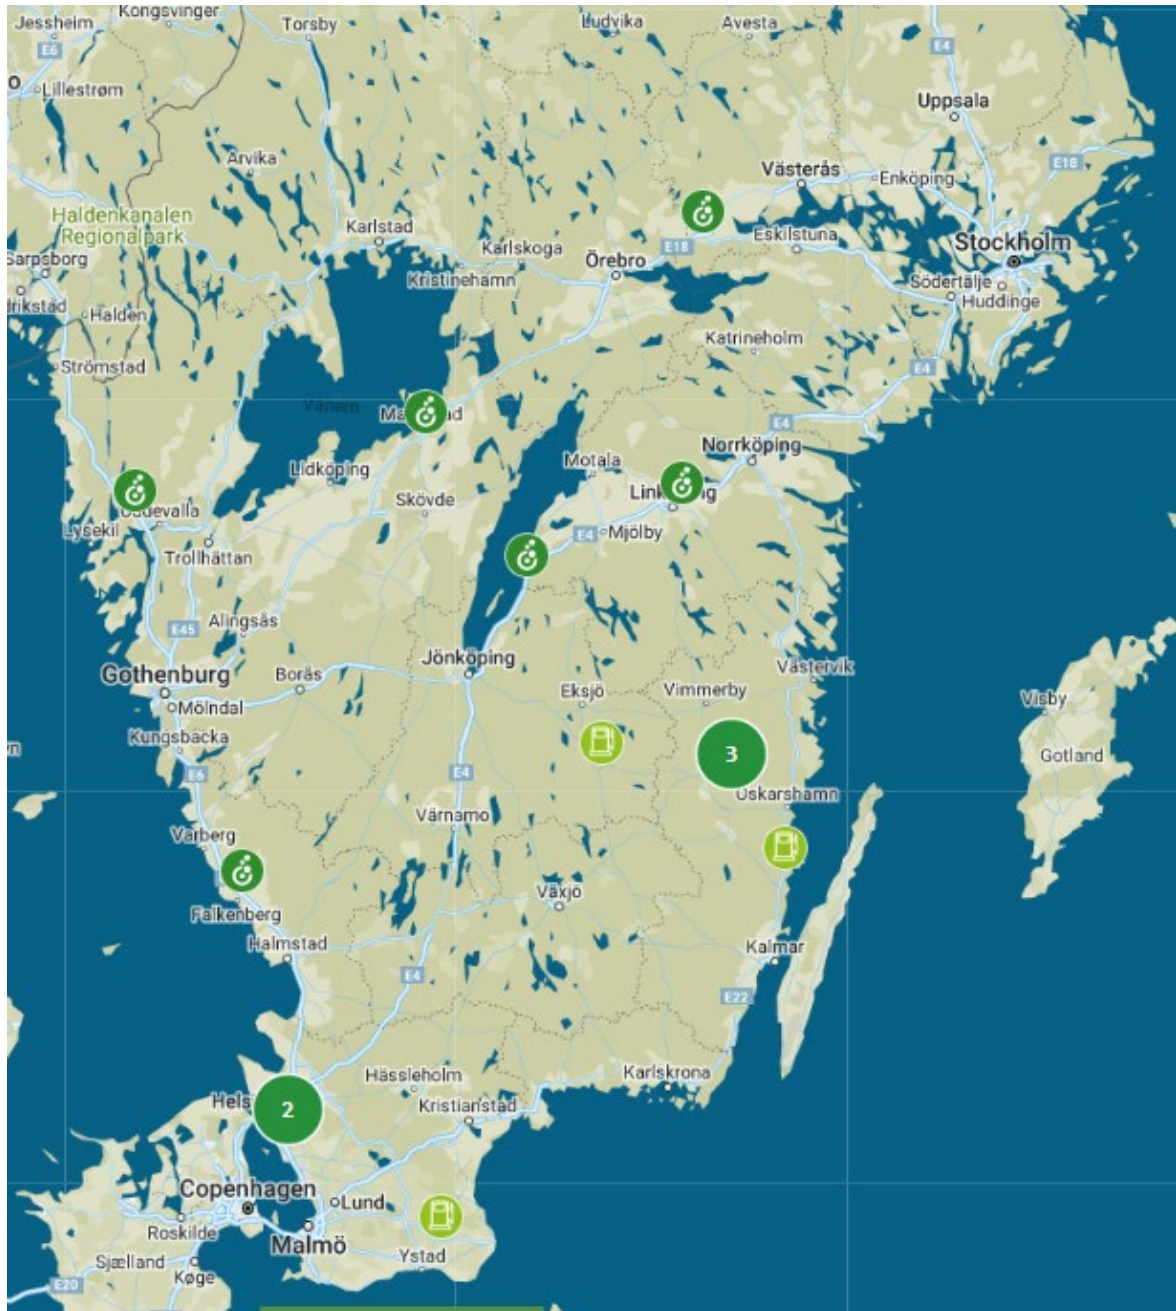 Kongsvinger
Ludvika
Avesta
Jessheim
Torsby
E6
E4
Lillestrøm
Uppsala
Arvika
Västerås
E18
Enköping
Haldenkanalen
Regionalpark
Karlstad
Stockholm
Karlskoga
E18
Eskilstuna
Sarpsborg
Örebro
Kristinehamn
Södertälje
Huddinge
Halden
Katrineholm
Strömstad
E4
Vänern
E4
Norrköping
Lidköping
Motala
Skövde
Lysekil
E4
Mjölby
Trollhättan
Alingsås
E45
Jönköping
Västervik
Gothenburg
Borås
Eksjö
Vimmerby
Visby
Mölndal
Kungsbacka
3
Gotland
E6
E4
Oskarshamn
Värnamo
Varberg
Växjö
Falkenberg
Halmstad
Kalmar
E4
E22
Hässleholm
Karlskrona
2
Kristianstad
Copenhagen
Lund
Roskilde
Malmö
Sjælland
Ystad
Køge
E20